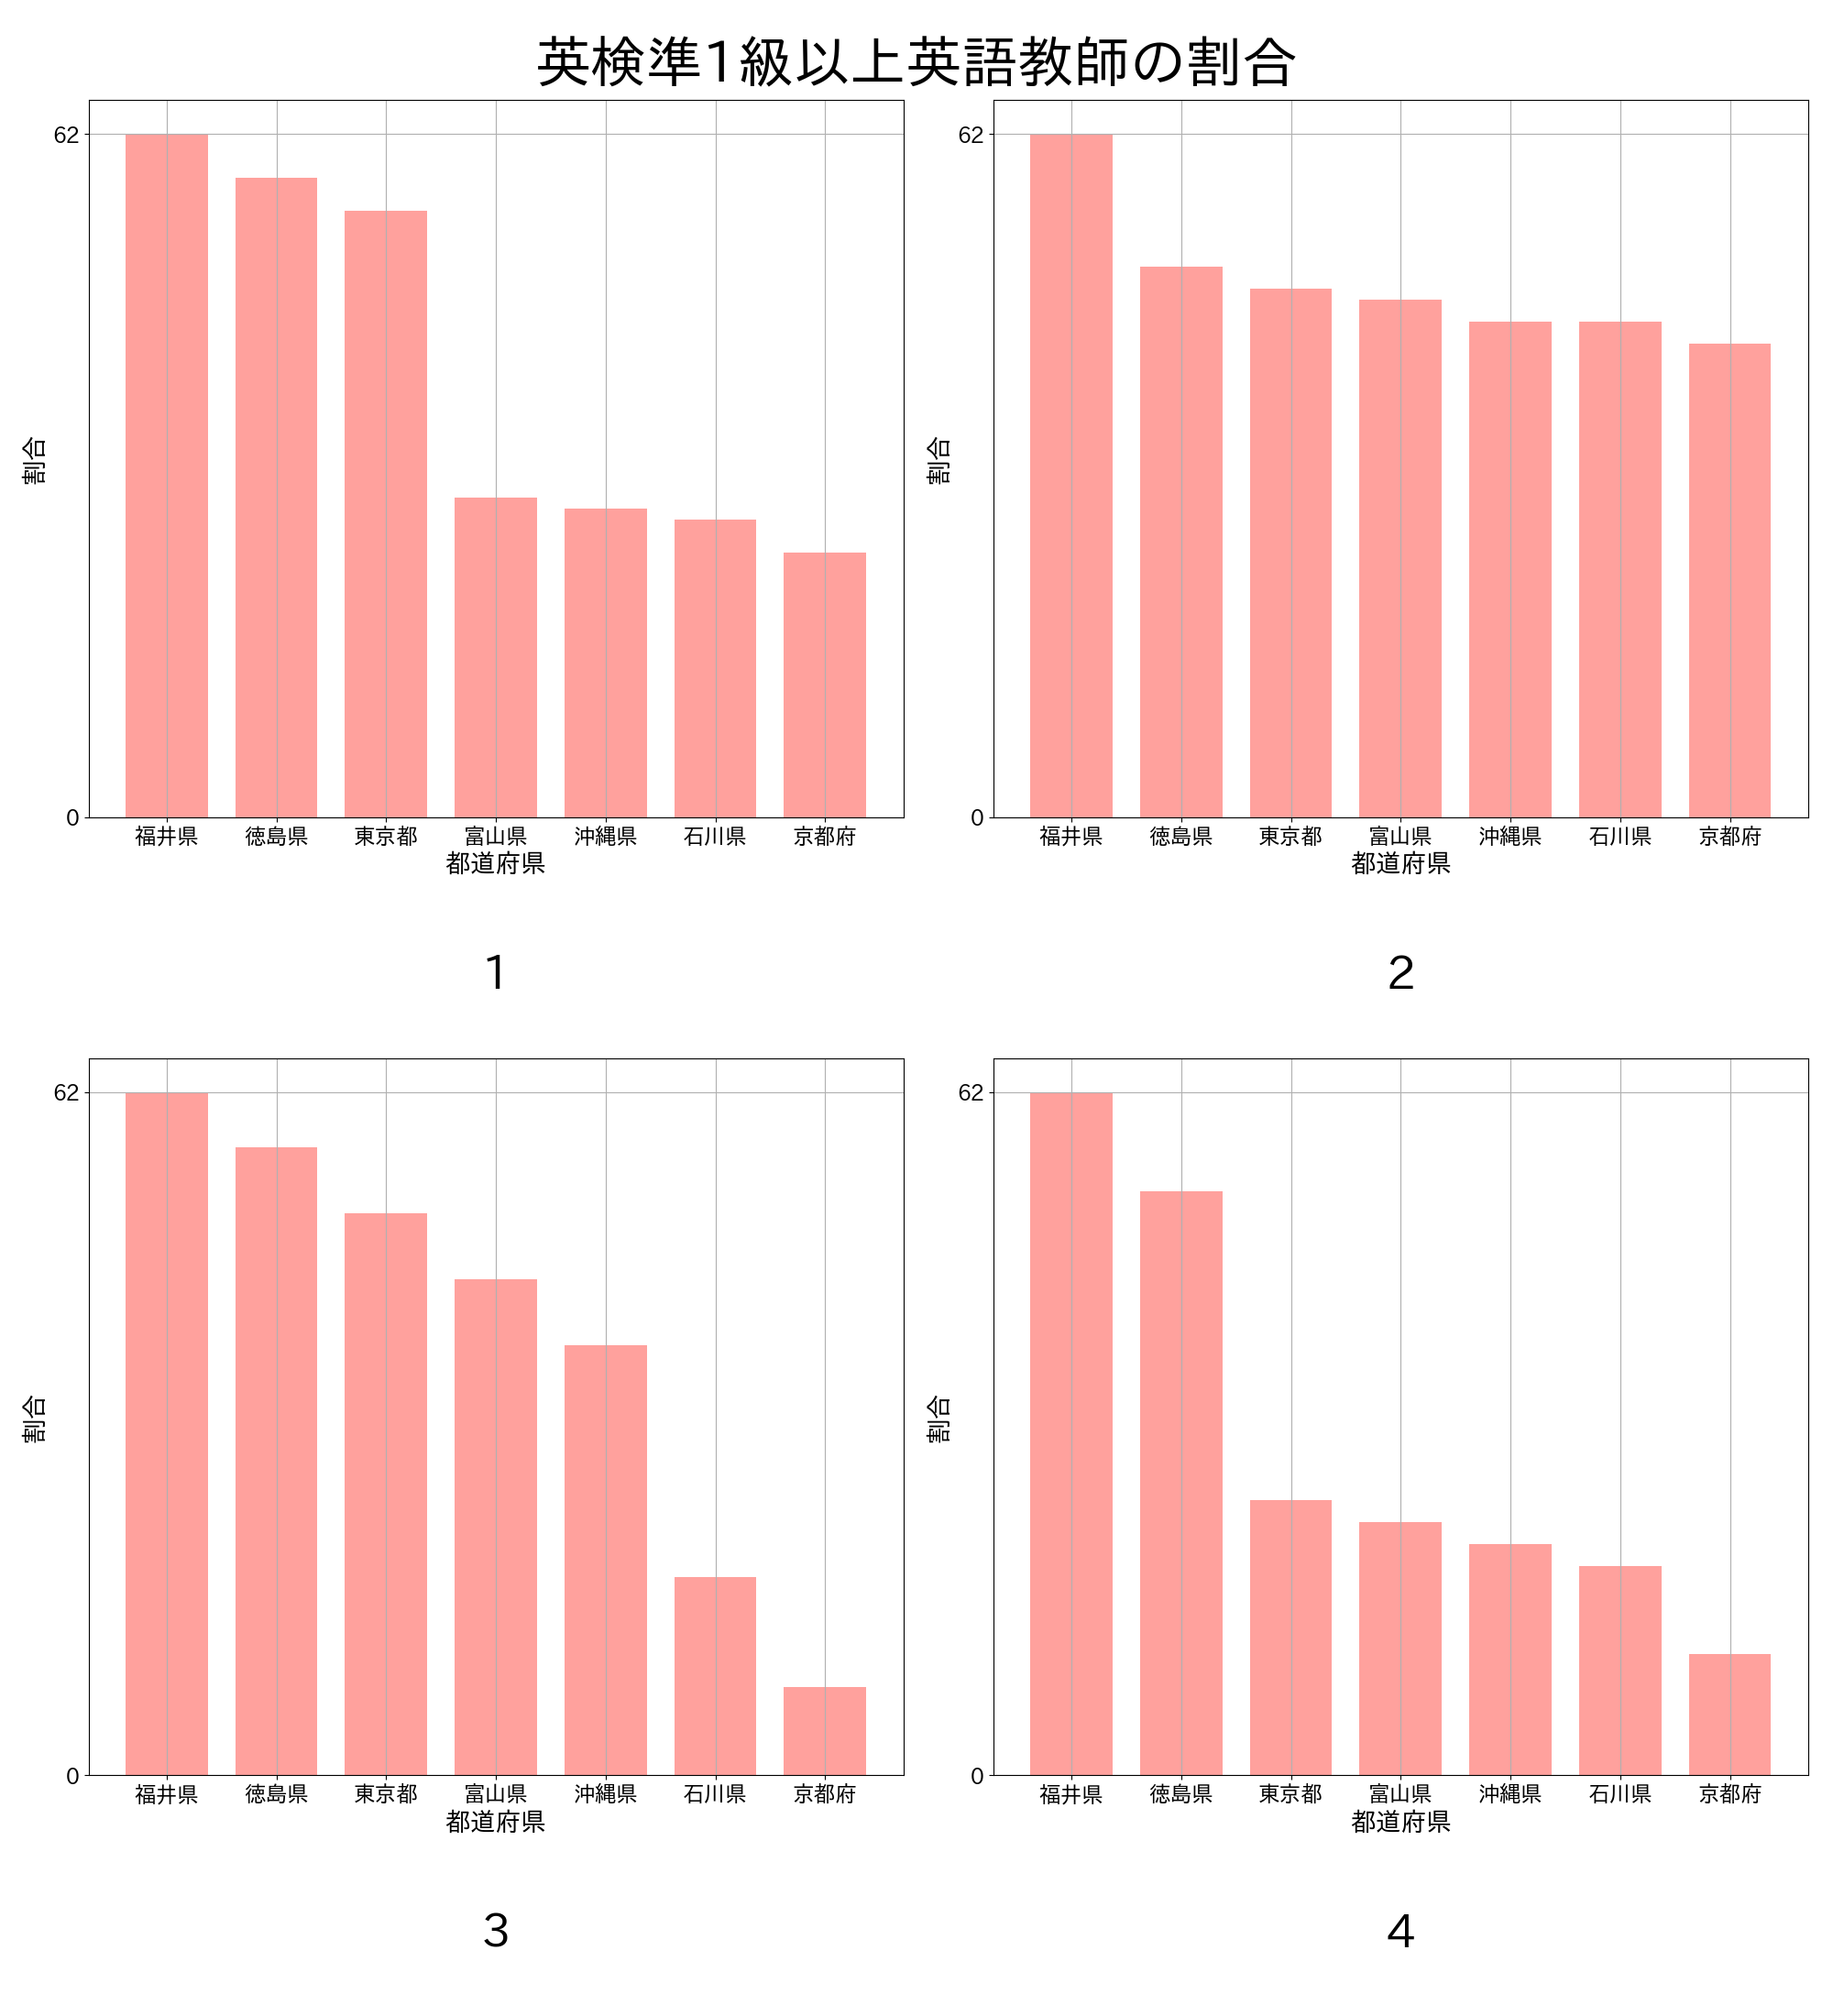 英検準1級以上英語教師の割合
62
0
割合
福井県 徳島県 東京都 富山県 沖縄県 石川県 京都府
都道府県
1
62
0
割合
福井県 徳島県 東京都 富山県 沖縄県 石川県 京都府
都道府県
2
62
0
割合
福井県 徳島県 東京都 富山県 沖縄県 石川県 京都府
都道府県
3
62
0
割合
福井県 徳島県 東京都 富山県 沖縄県 石川県 京都府
都道府県
4